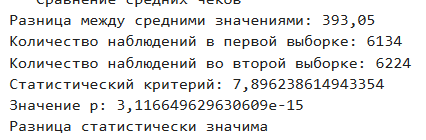 Сравнение средних чеков
Разница между средними значениями: 393,05
Количество наблюдений в первой выборке: 6134
Количество наблюдений во второй выборке: 6224
Статистический критерий: 7,896238614943354
Значение p: 3,116649629630609e-15
Разница статистически значима